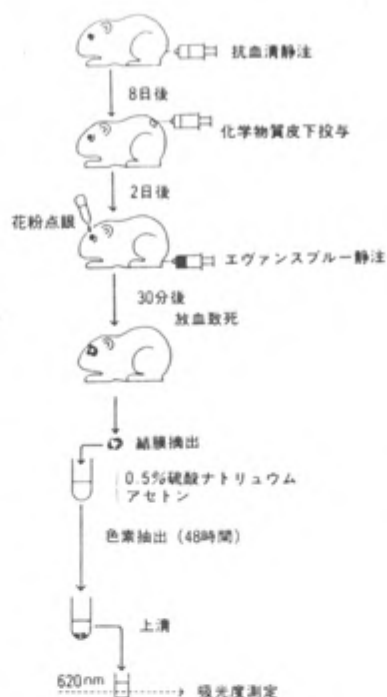 抗血清静注
8日後
化学物質皮下投与
2日後
花粉点眼
エヴァンスブルー静注
30分後
放血致死
結膜摘出
0.5%硫酸ナトリュウム
アセトン
色素抽出(48時間)
上清
620nm
吸光度測定